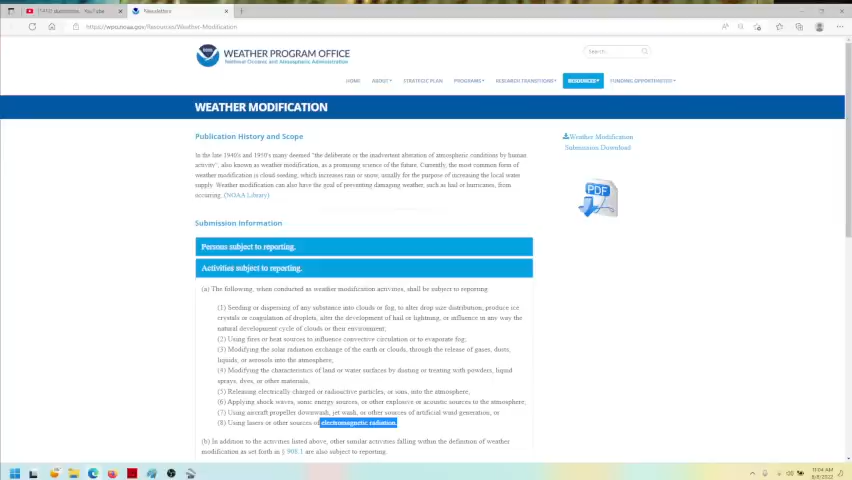 Newsletters
https://wpo.noaa.gov/Resources/Weather-Modification
WEATHER PROGRAM OFFICE
National Oceanic and Atmospheric Administration
Search
HOME ABOUT STRATEGIC PLAN PROGRAMS RESEARCH TRANSITIONS RESOURCES FUNDING OPPORTUNITIES
WEATHER MODIFICATION
Publication History and Scope
In the late 1940's and 1950's many deemed "the deliberate or the inadvertent alteration of atmospheric conditions by human
activity", also known as weather modification, as a promising science of the future. Currently, the most common form of
weather modification is cloud seeding, which increases rain or snow, usually for the purpose of increasing the local water
supply. Weather modification can also have the goal of preventing damaging weather, such as hail or hurricanes, from
occurring. (NOAA Library)
Weather Modification
Submission Download
PDF
Submission Information
Persons subject to reporting.
Activities subject to reporting.
(a) The following, when conducted as weather modification activities, shall be subject to reporting
(1) Seeding or dispersing of any substance into clouds or fog, to alter drop size distribution, produce ice
crystals or coagulation of droplets, alter the development of hail or lightning, or influence in any way the
natural development cycle of clouds or their environment;
(2) Using fires or heat sources to influence convective circulation or to evaporate fog;
(3) Modifying the solar radiation exchange of the earth or clouds, through the release of gases, dusts,
liquids, or aerosols into the atmosphere;
(4) Modifying the characteristics of land or water surfaces by dusting or treating with powders, liquid
sprays, dyes, or other materials;
(5) Releasing electrically charged or radioactive particles, or ions, into the atmosphere;
(6) Applying shock waves, sonic energy sources, or other explosive or acoustic sources to the atmosphere;
(7) Using aircraft propeller downwash, jet wash, or other sources of artificial wind generation; or
(8) Using lasers or other sources of electromagnetic radiation.
(b) In addition to the activities listed above, other similar activities falling within the definition of weather
modification as set forth in § 908.1 are also subject to reporting.
11:04 AM